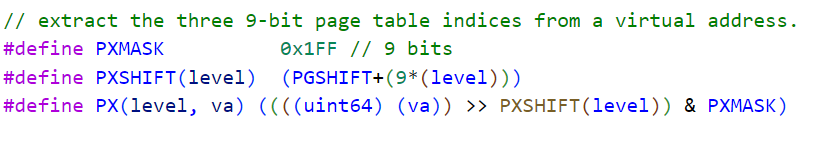 // extract the three 9-bit page table indices from a virtual address.
#define PXMASK          0x1FF // 9 bits
#define PXSHIFT(level)  (PGSHIFT+(9*(level)))
#define PX(level, va) ((((uint64) (va)) >> PXSHIFT(level)) & PXMASK)